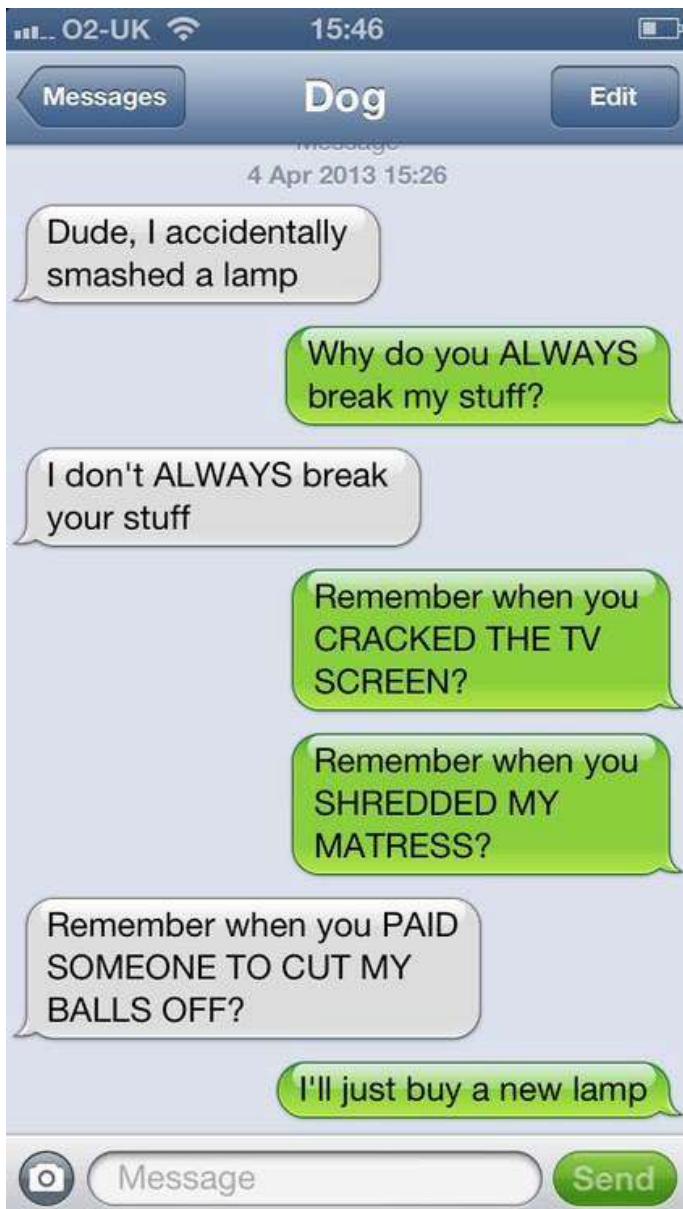 O2-UK 15:46
Messages Dog Edit
Message
4 Apr 2013 15:26
Dude, I accidentally
smashed a lamp
Why do you ALWAYS
break my stuff?
I don't ALWAYS break
your stuff
Remember when you
CRACKED THE TV
SCREEN?
Remember when you
SHREDDED MY
MATRESS?
Remember when you PAID
SOMEONE TO CUT MY
BALLS OFF?
I'll just buy a new lamp
Message Send